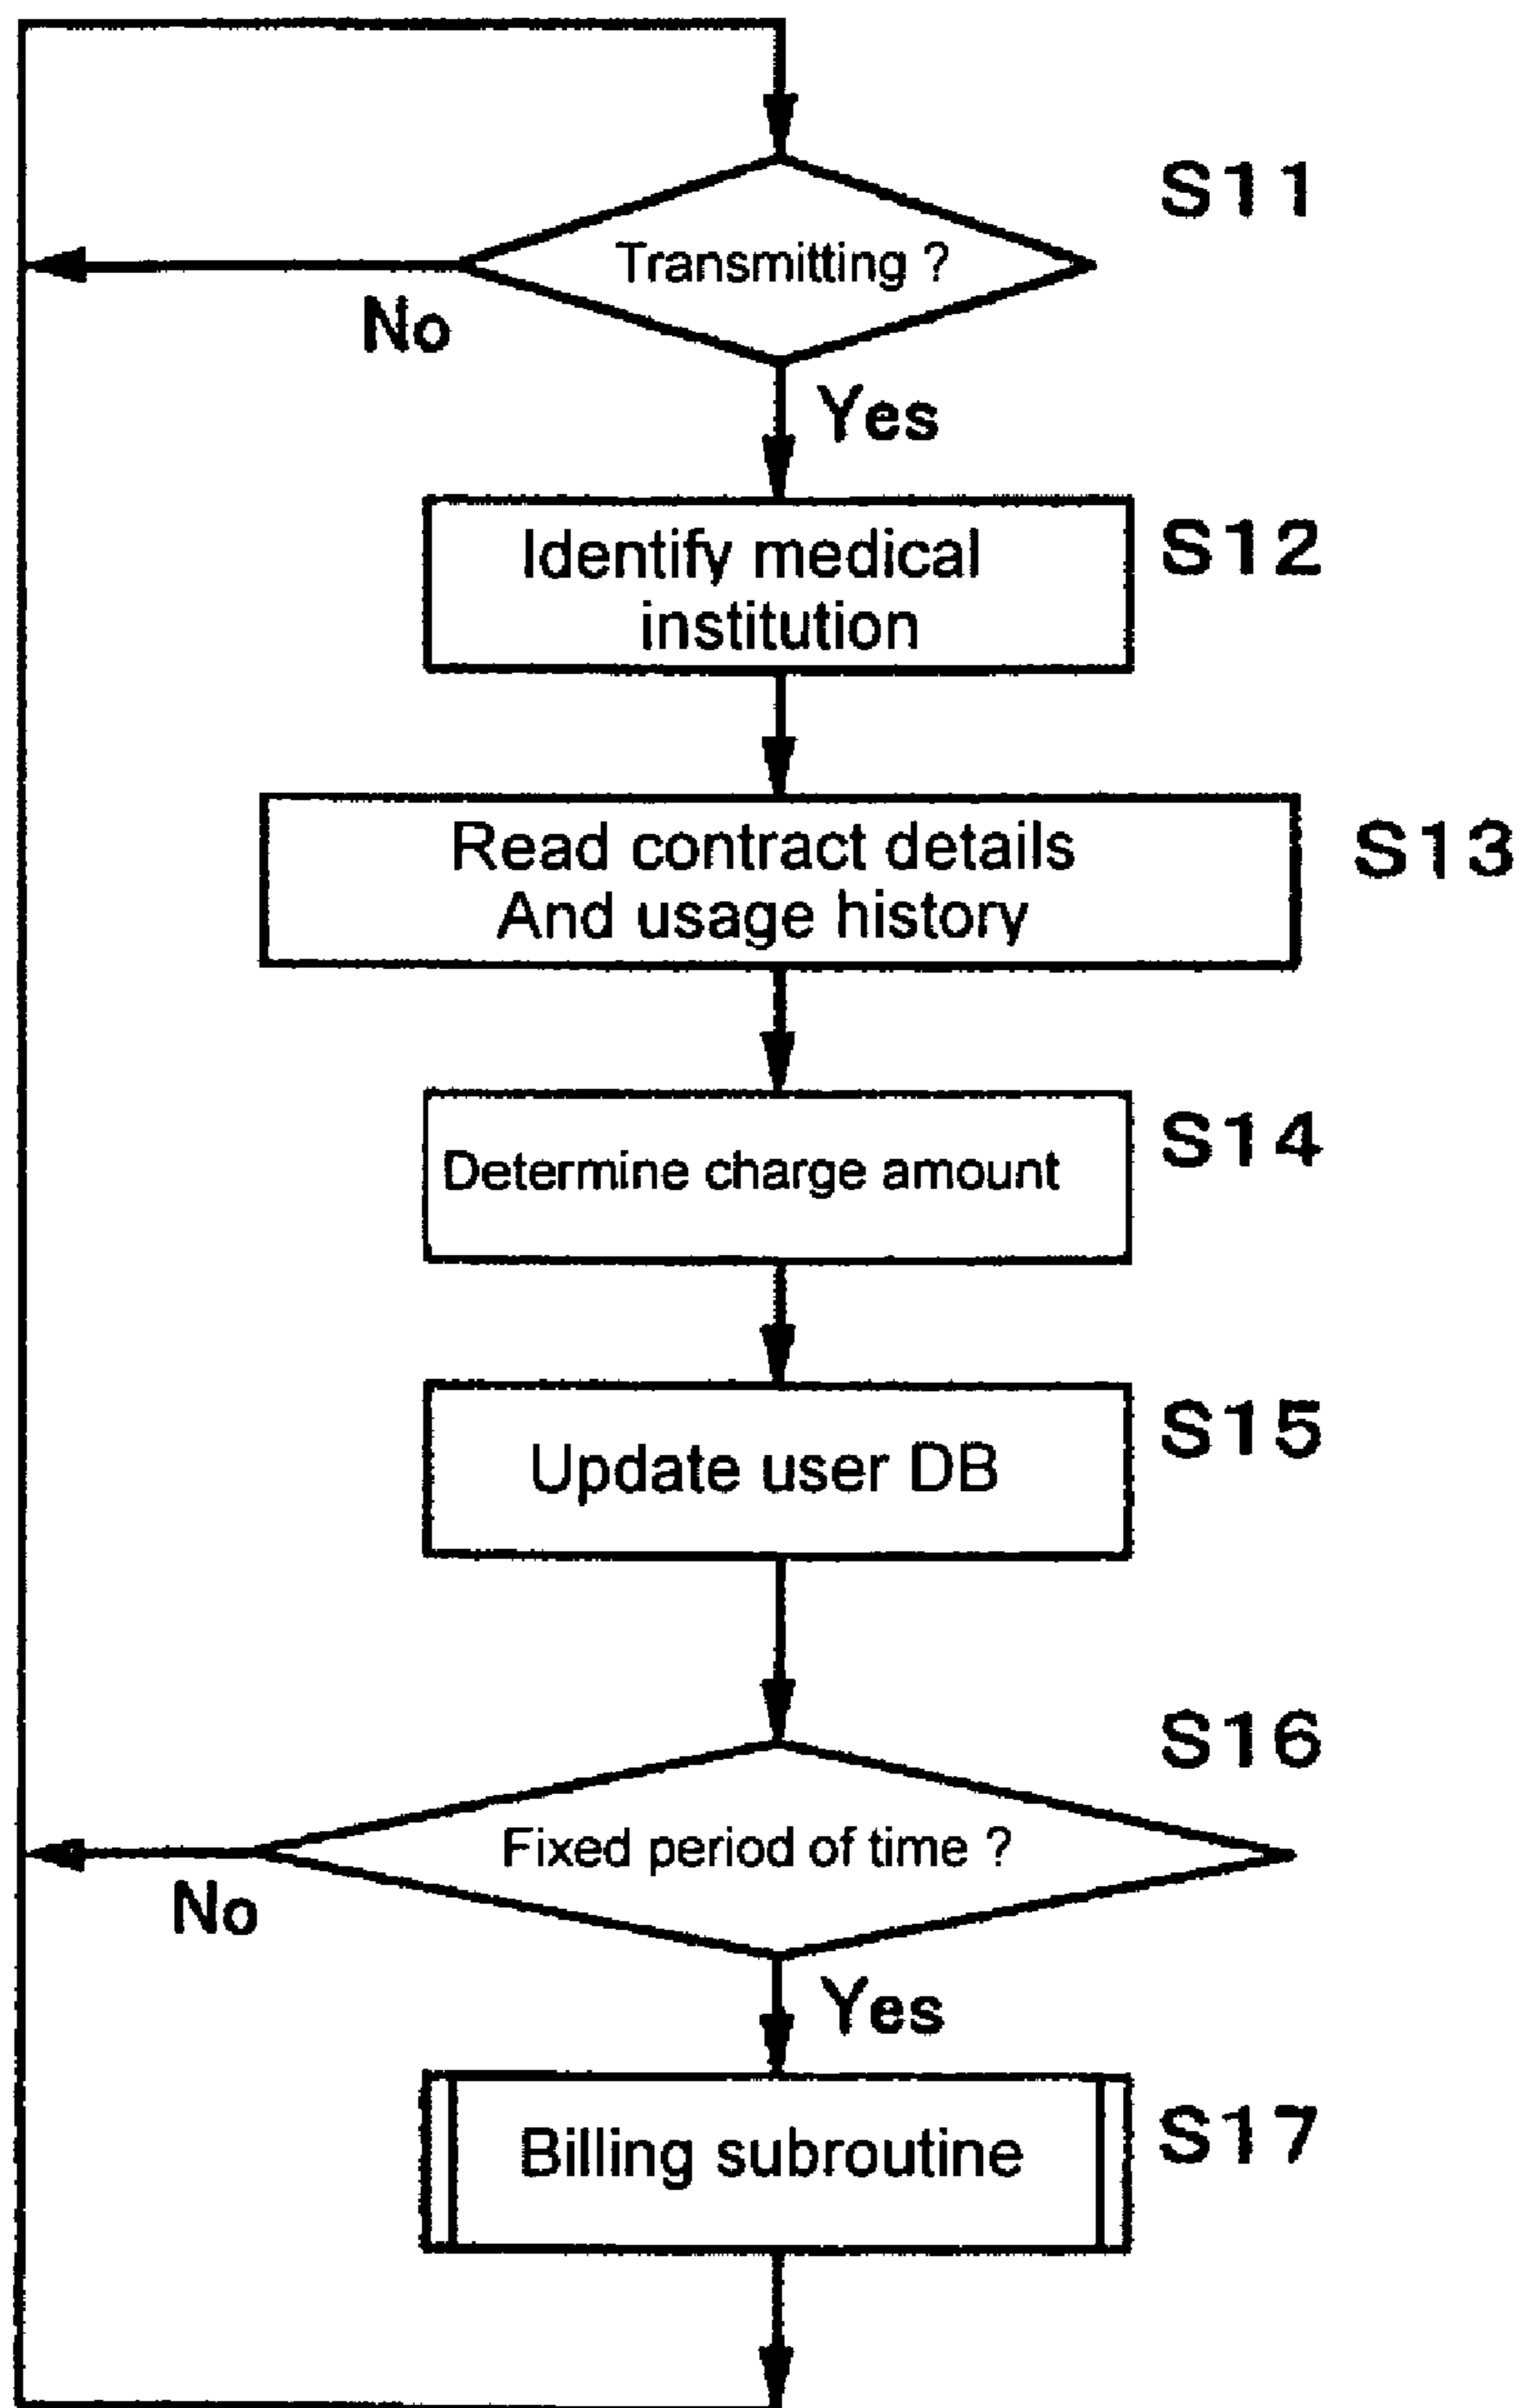 S11
Transmitting ?
No
Yes
Identify medical
institution
S12
Read contract details
And usage history
S13
Determine charge amount
S14
Update user DB
S15
S16
Fixed period of time ?
No
Yes
Billing subroutine
S17